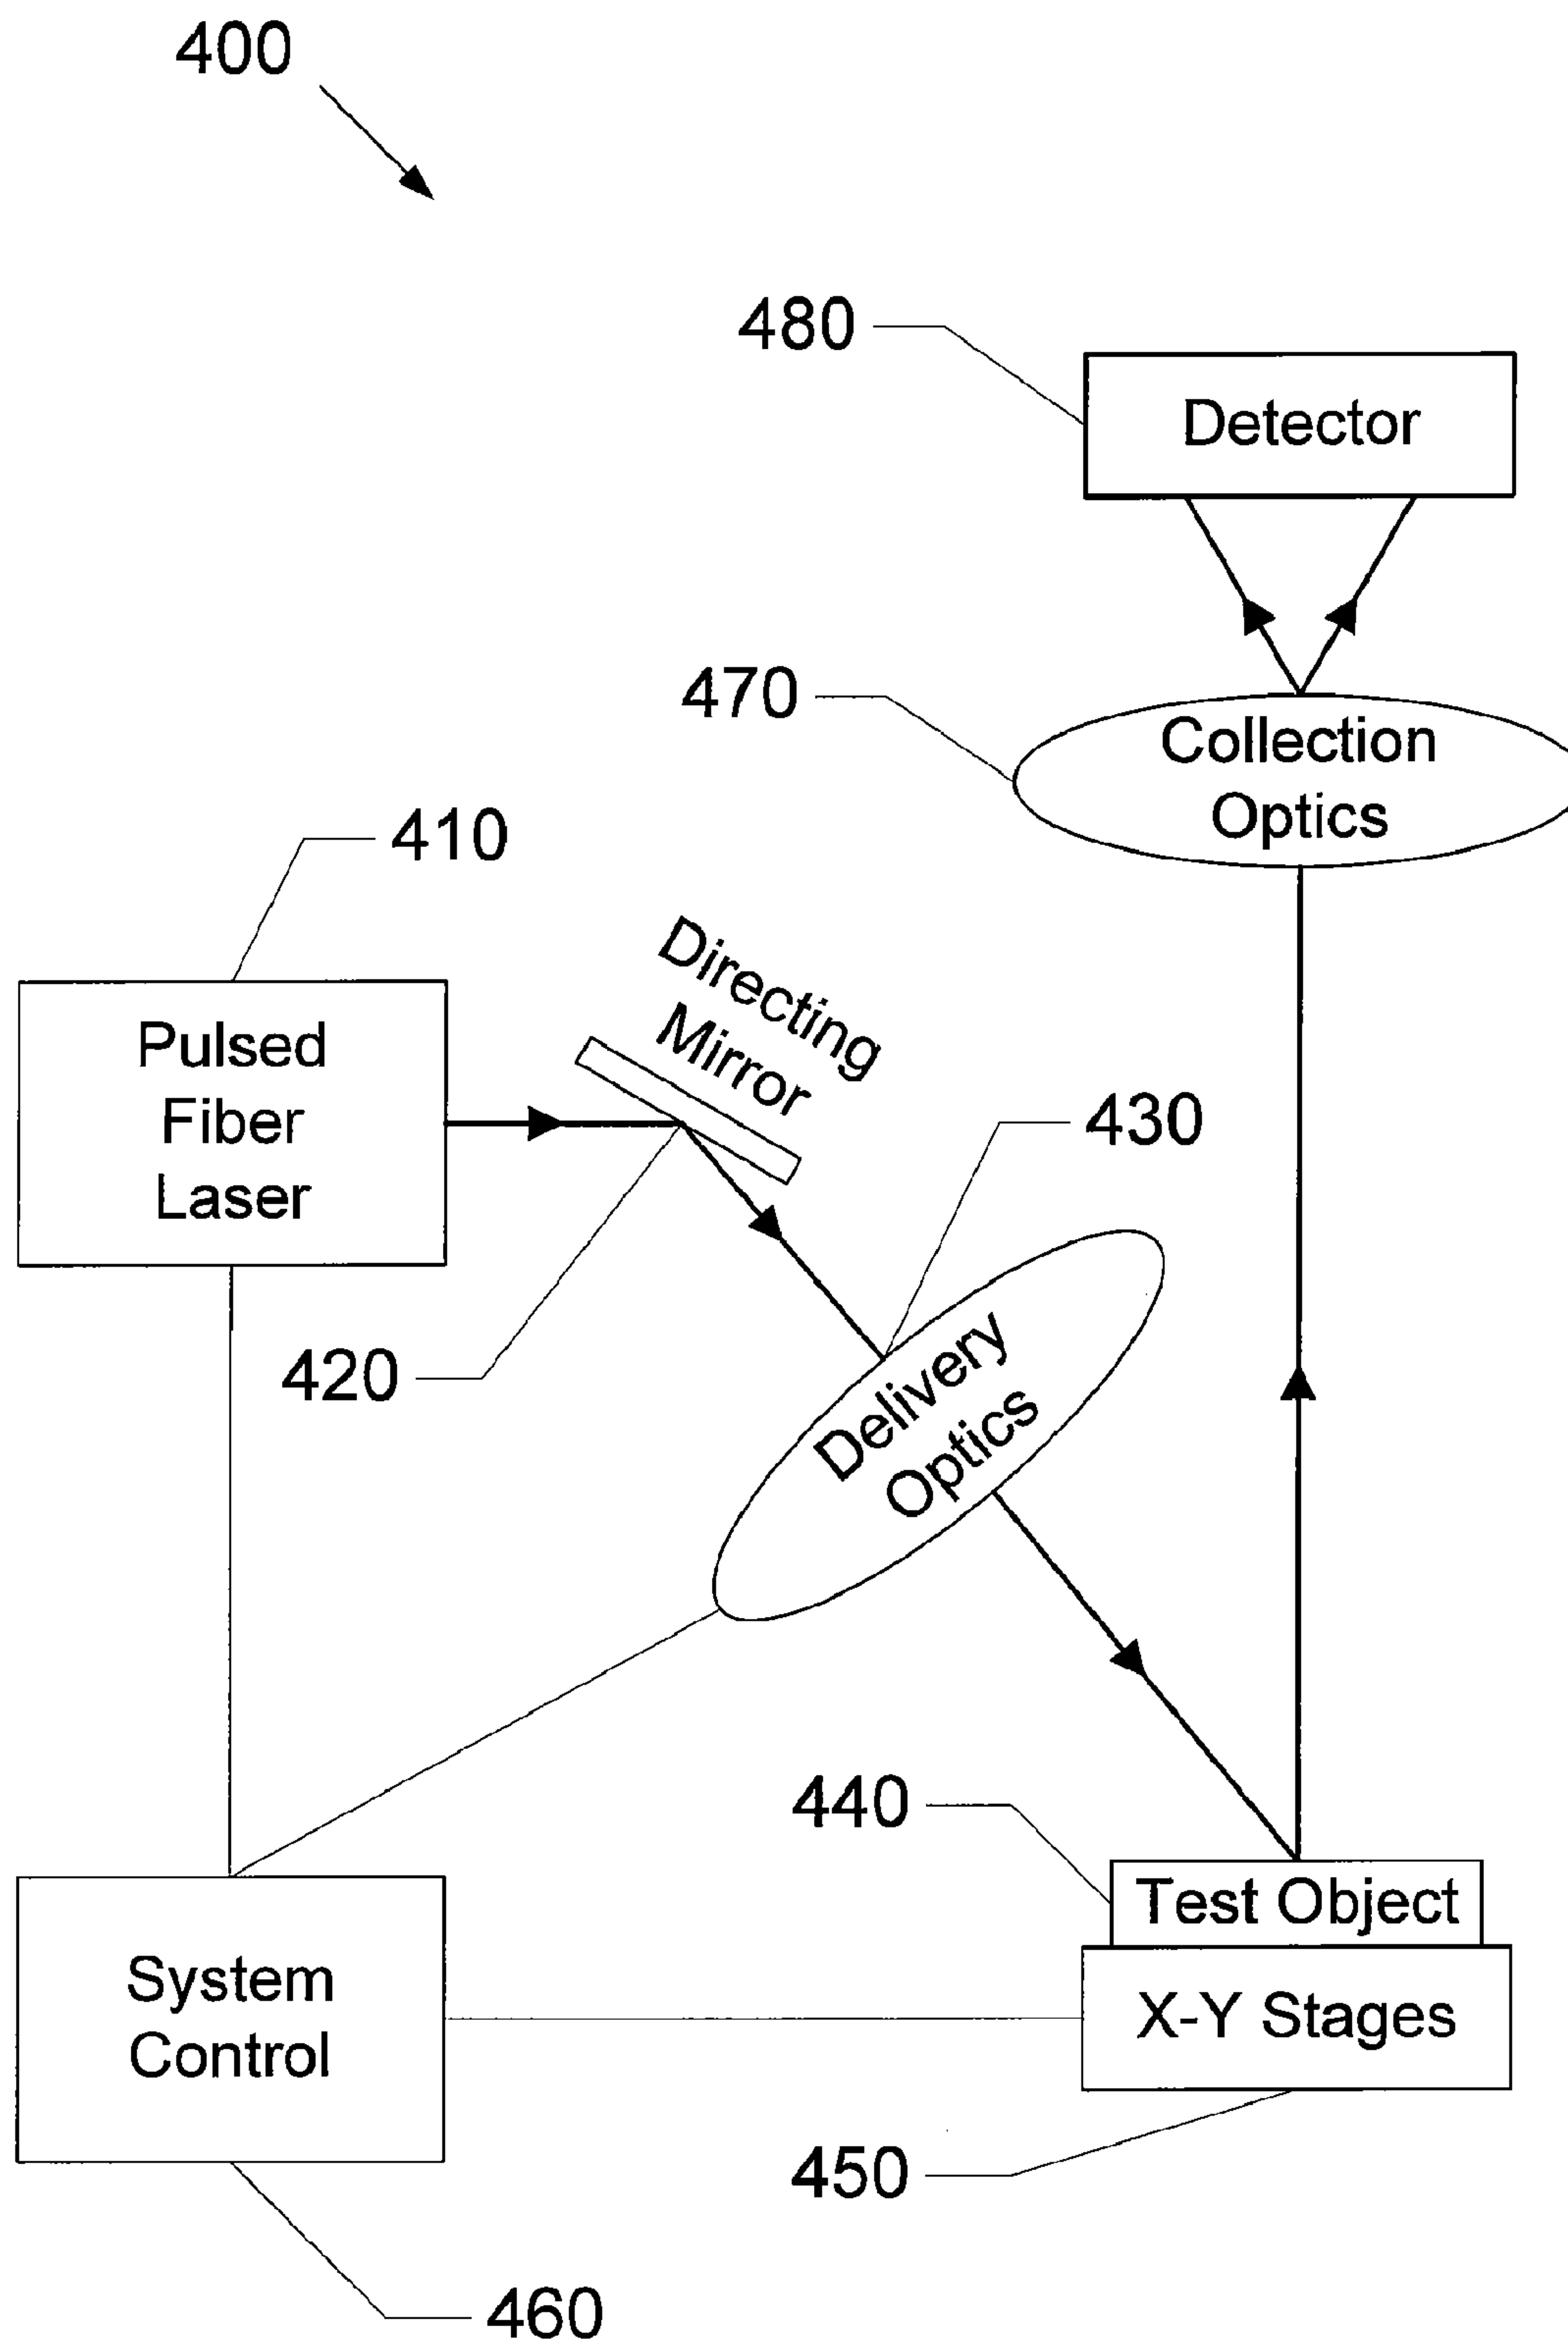 400
480
Detector
470
Collection
Optics
410
Directing
Mirror
Pulsed
Fiber
Laser
430
420
Delivery
Optics
440
Test Object
System
Control
X-Y Stages
450
460